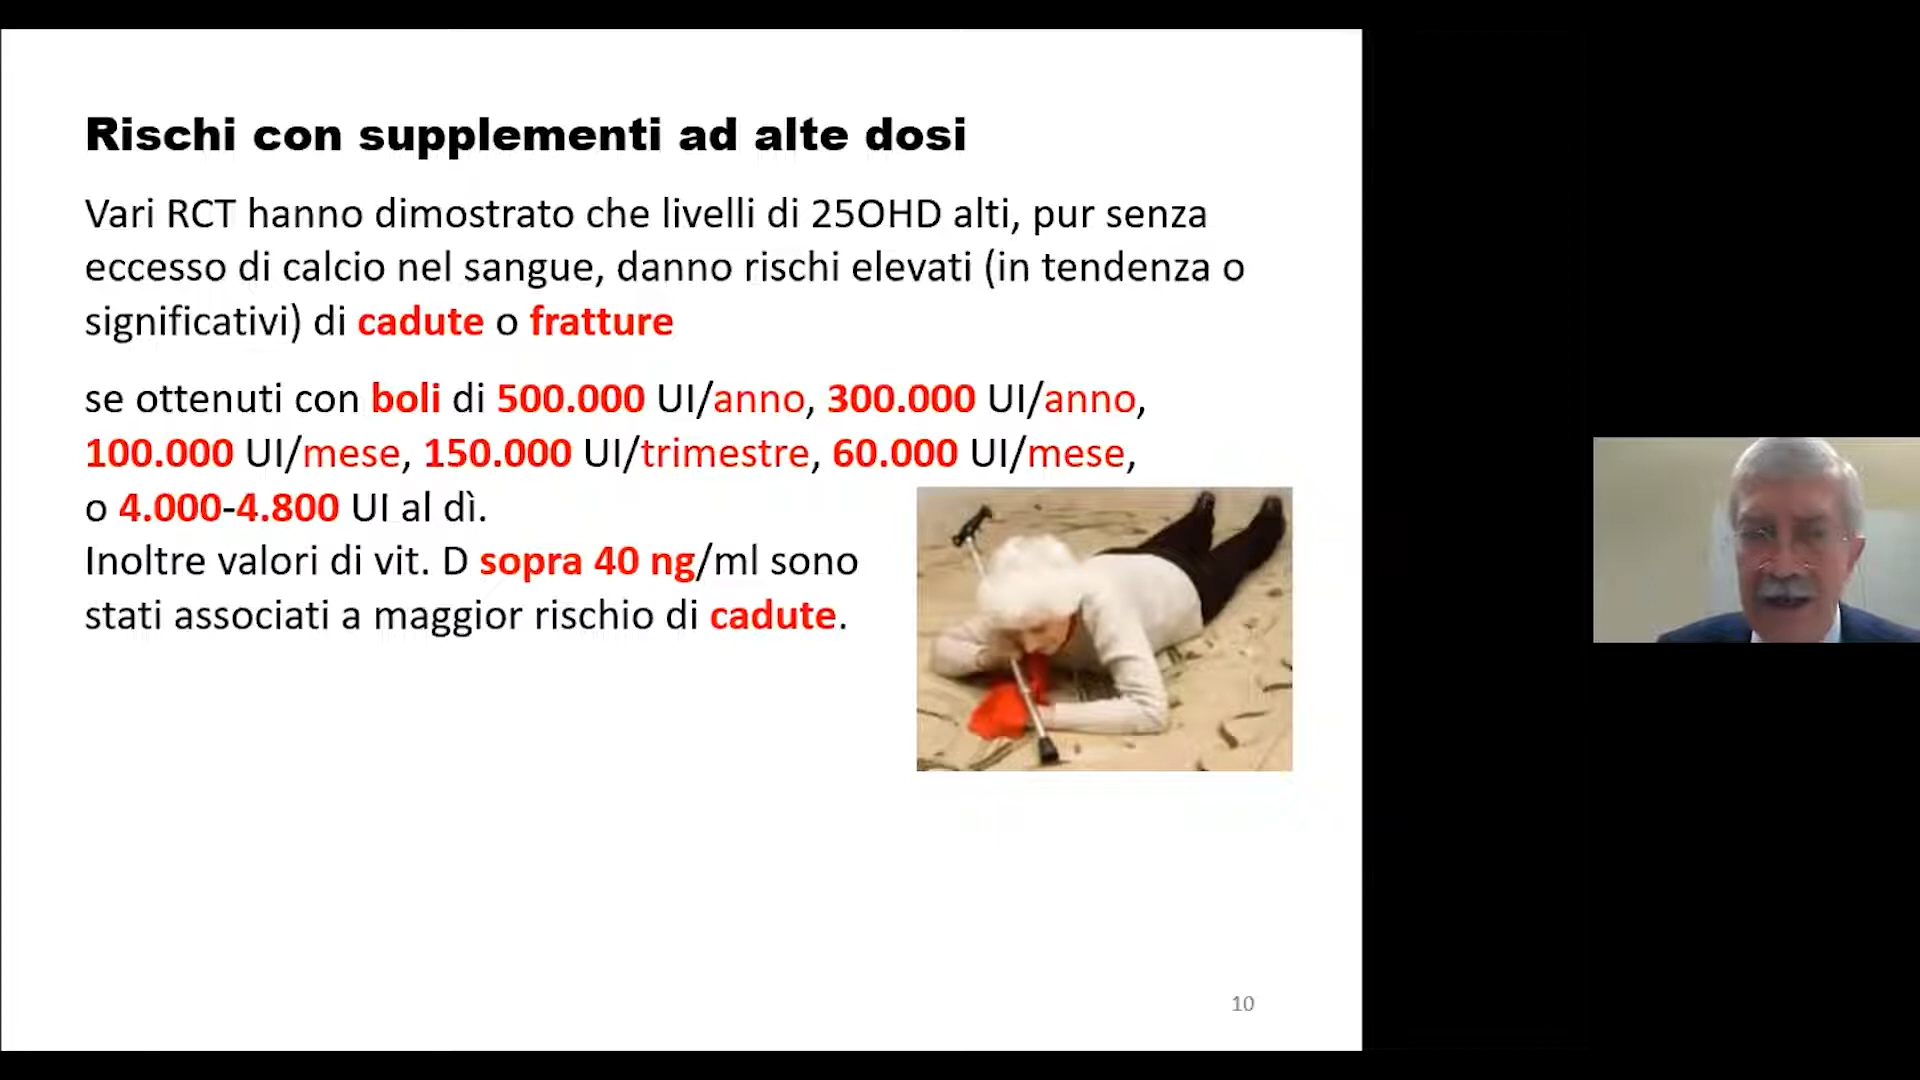 Rischi con supplementi ad alte dosi
Vari RCT hanno dimostrato che livelli di 25OHD alti, pur senza
eccesso di calcio nel sangue, danno rischi elevati (in tendenza o
significativi) di cadute o fratture
se ottenuti con boli di 500.000 UI/anno, 300.000 UI/anno,
100.000 UI/mese, 150.000 UI/trimestre, 60.000 UI/mese,
o 4.000-4.800 UI al dì.
Inoltre valori di vit. D sopra 40 ng/ml sono
stati associati a maggior rischio di cadute.
10